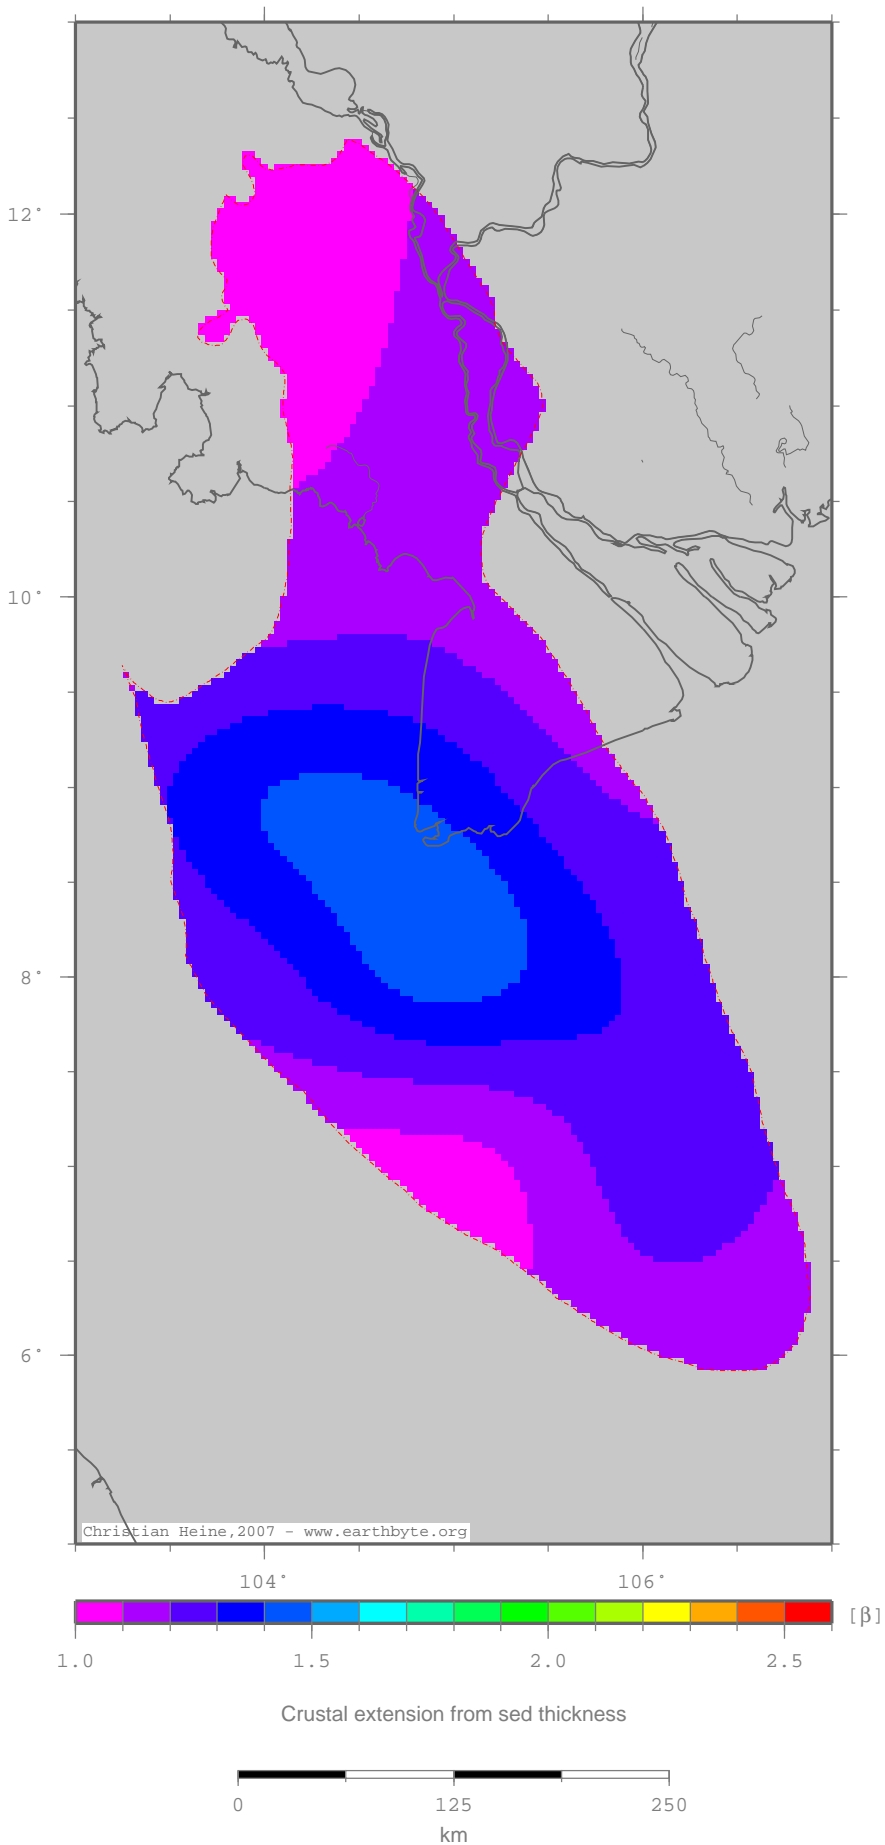 12°
10°
8°
6°
Christian Heine,2007 - www.earthbyte.org
104° 106°
[β]
1.0 1.5 2.0 2.5
Crustal extension from sed thickness
0 125 250
km